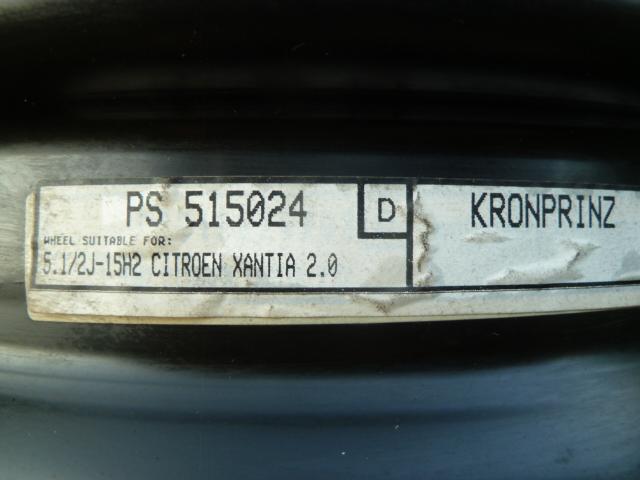 PS 515024 D KRONPRINZ
WHEEL SUITABLE FOR:
5.1/2J-15H2 CITROEN XANTIA 2.0